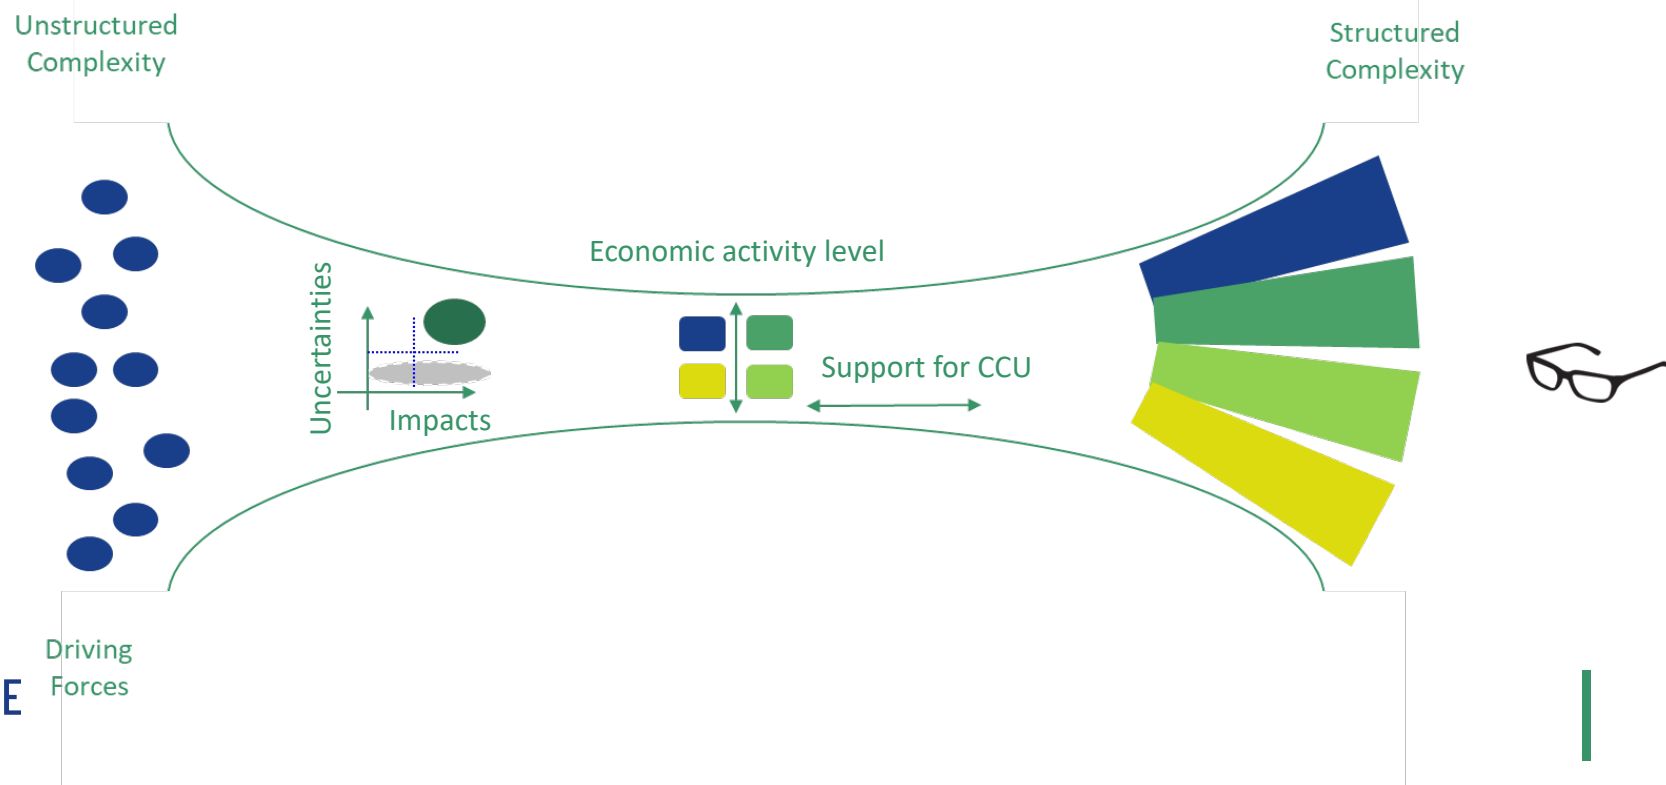 Unstructured
Complexity
Structured
Complexity
Economic activity level
Uncertainties
Impacts
Support for CCU
Driving
Forces
E